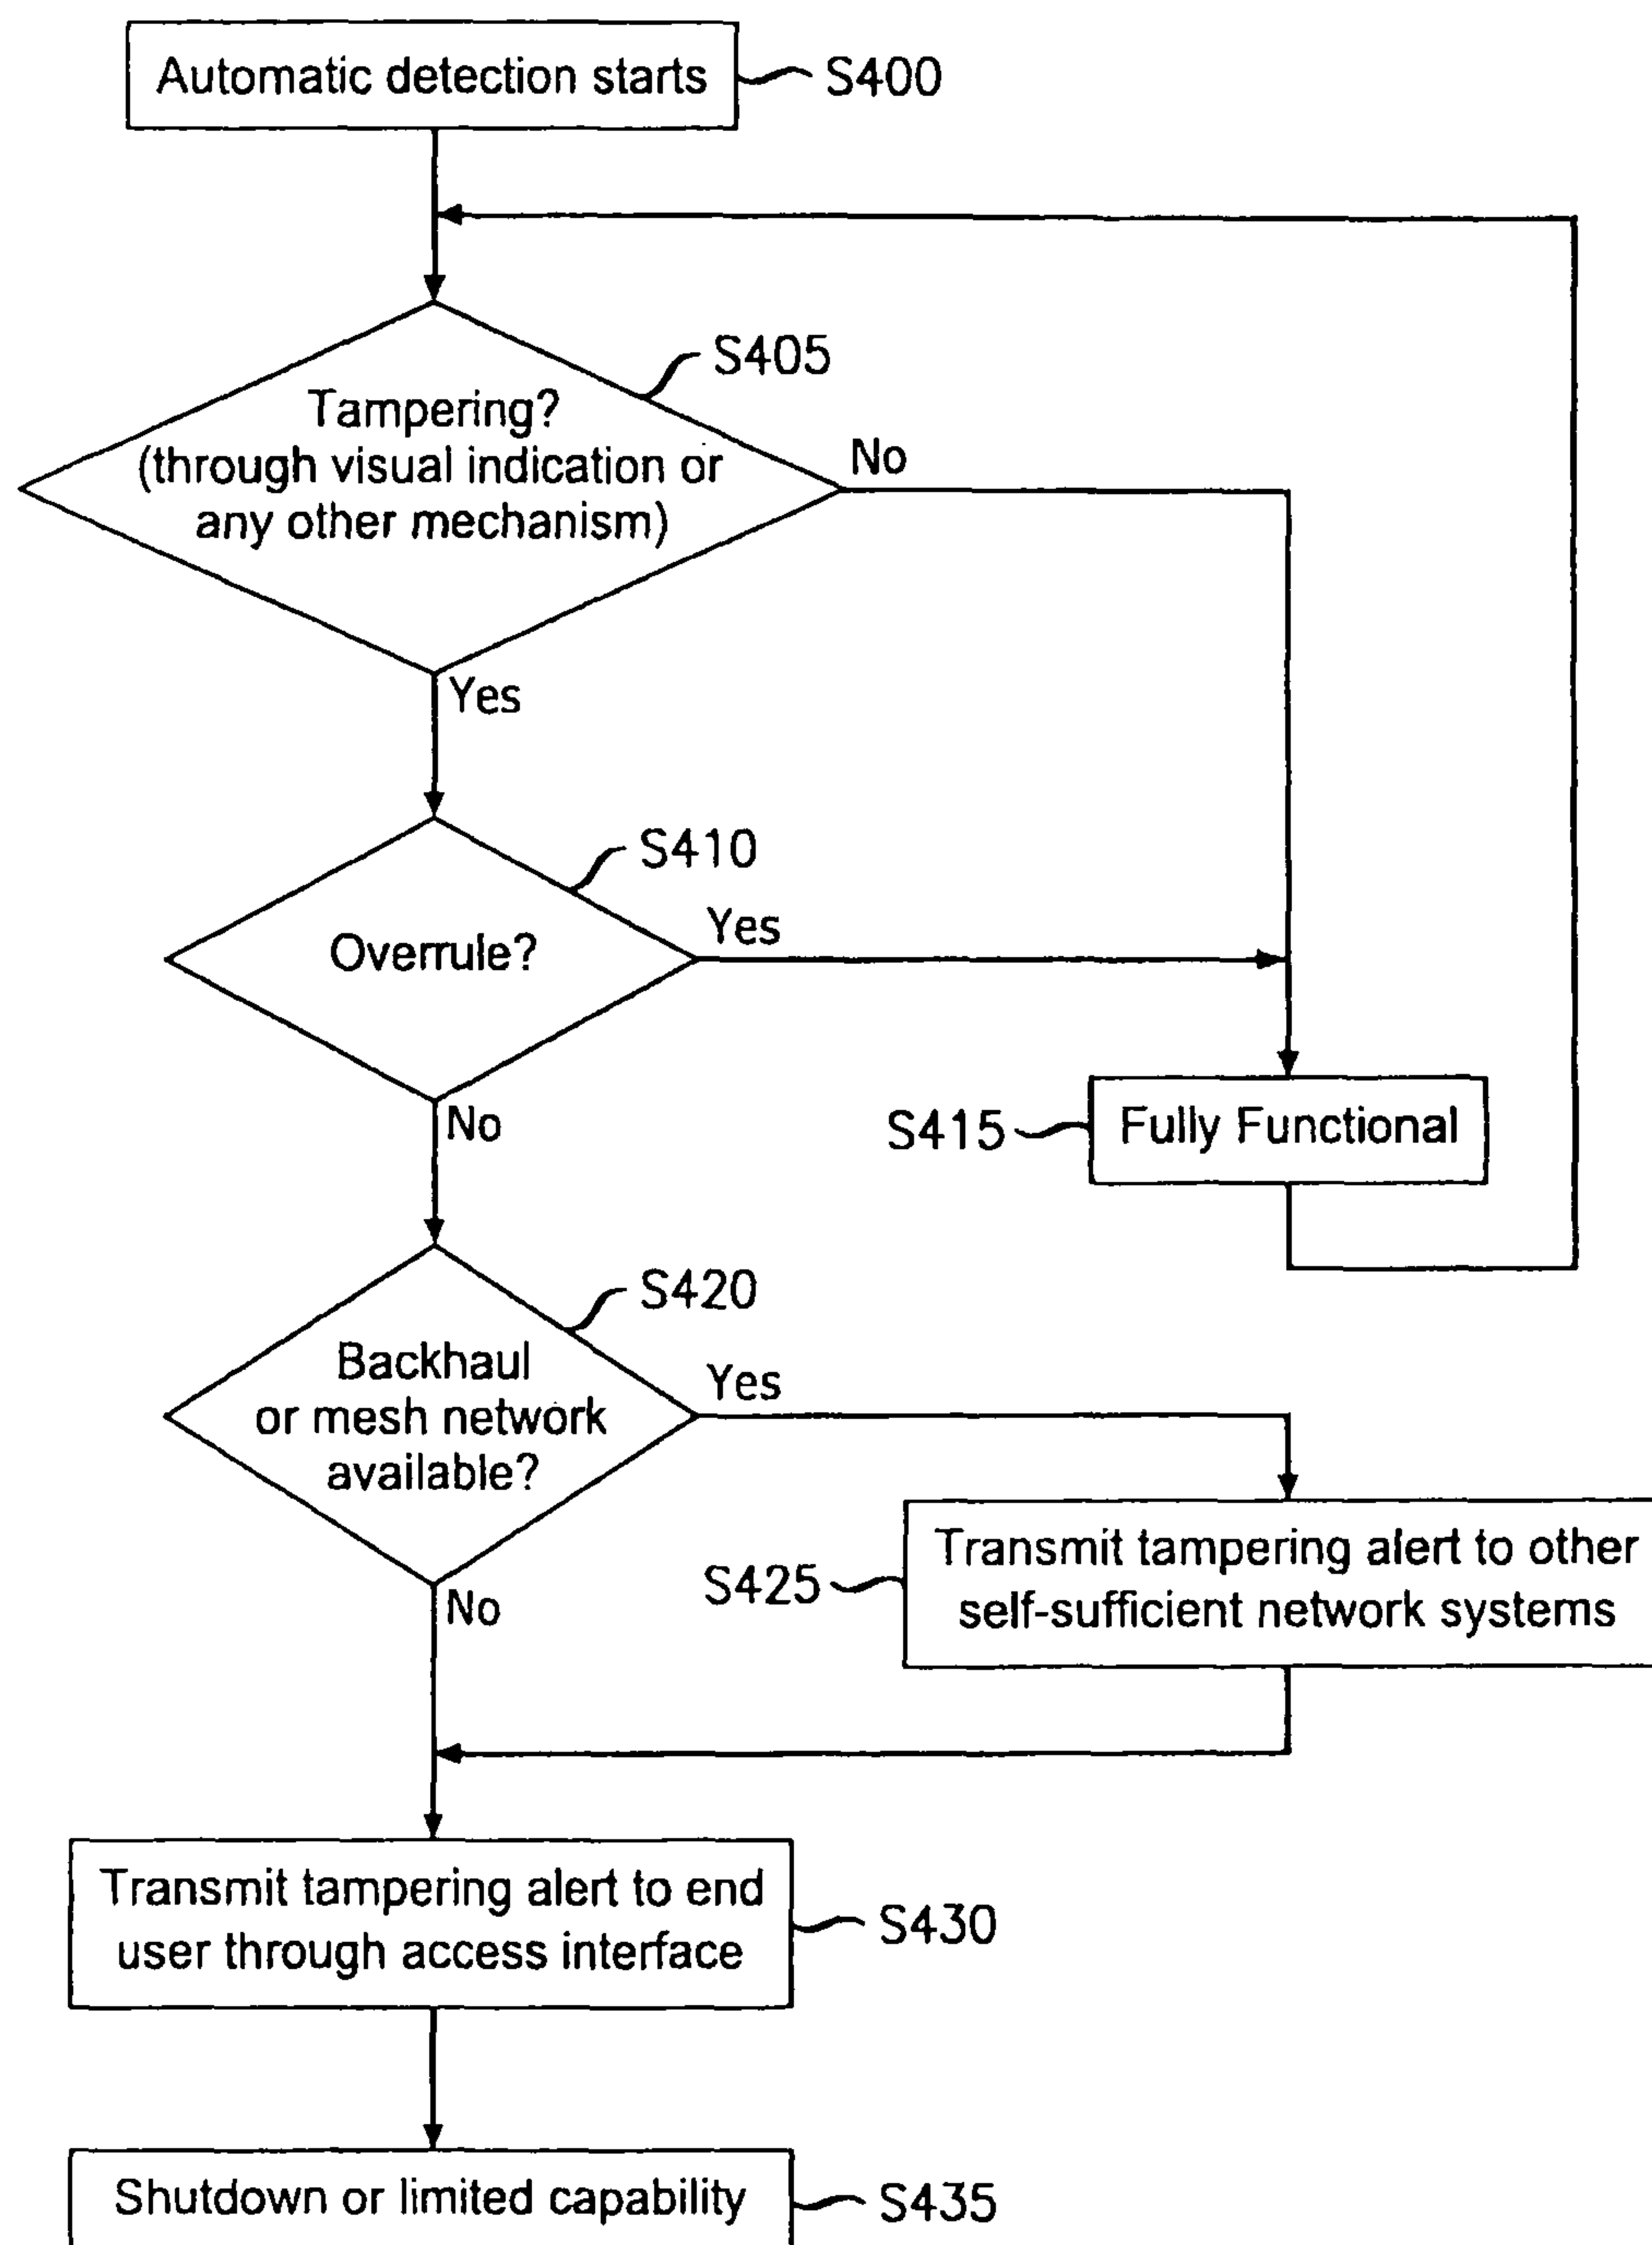 Automatic detection starts
S400
S405
Tampering?
(through visual indication or
any other mechanism)
No
Yes
S410
Overrule?
Yes
No
S415
Fully Functional
S420
Backhaul
or mesh network
available?
Yes
No
S425
Transmit tampering alert to other
self-sufficient network systems
Transmit tampering alert to end
user through access interface
S430
Shutdown or limited capability
S435